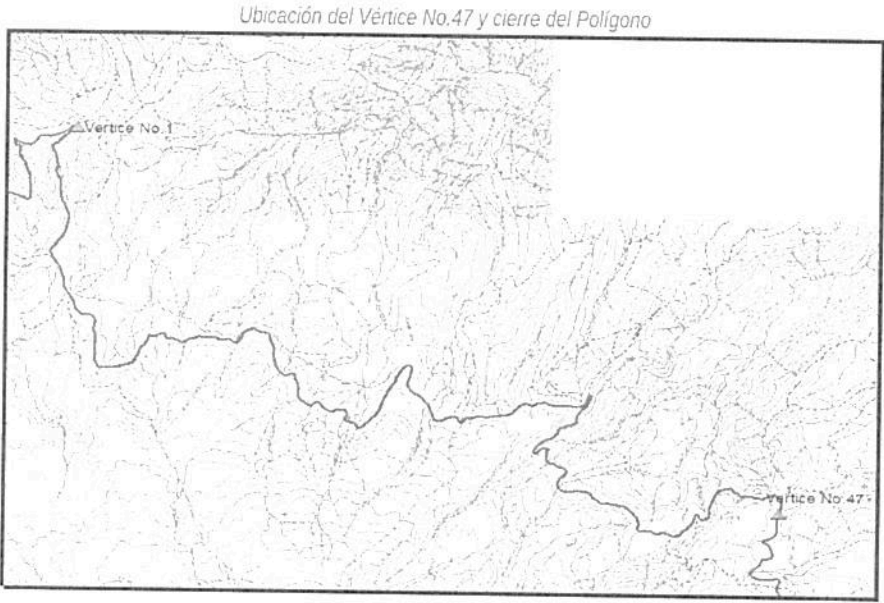 Ubicación del Vértice No.47 y cierre del Polígono
Vertice No.1
Vertice No.47